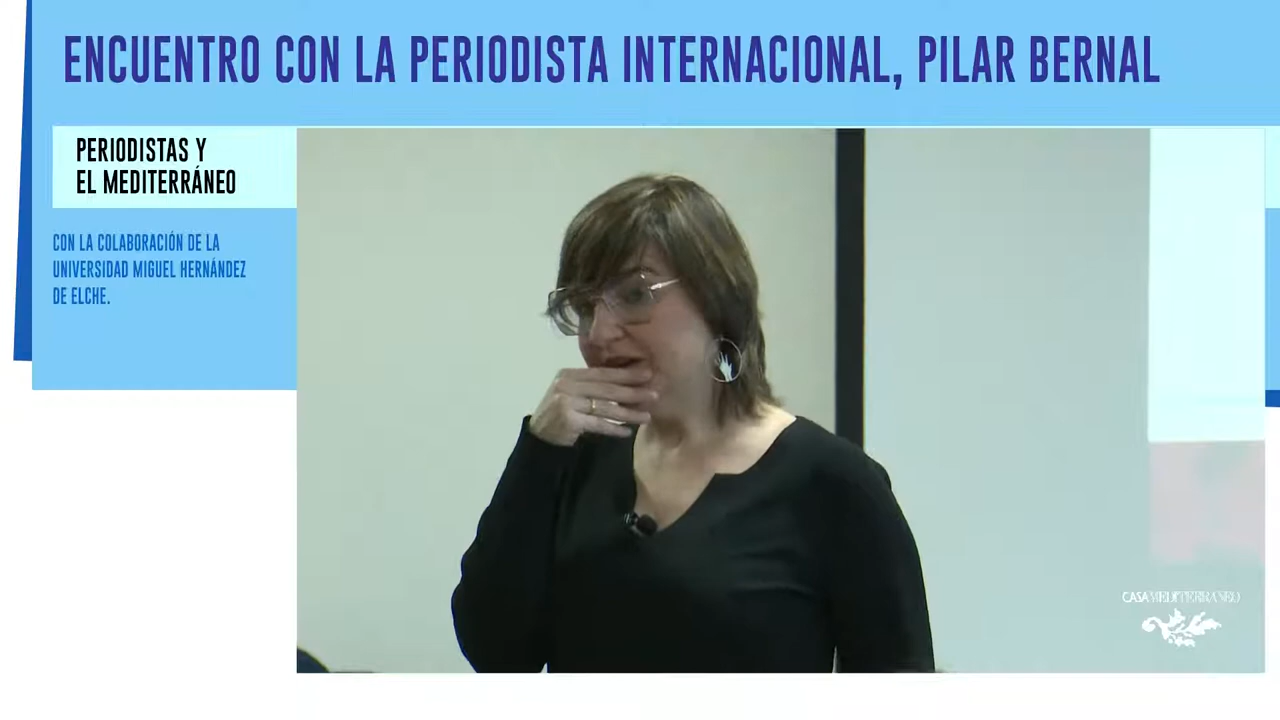 ENCUENTRO CON LA PERIODISTA INTERNACIONAL, PILAR BERNAL
PERIODISTAS Y
EL MEDITERRÁNEO
CON LA COLABORACIÓN DE LA
UNIVERSIDAD MIGUEL HERNÁNDEZ
DE ELCHE.
CASA MEDITERRÁNEO